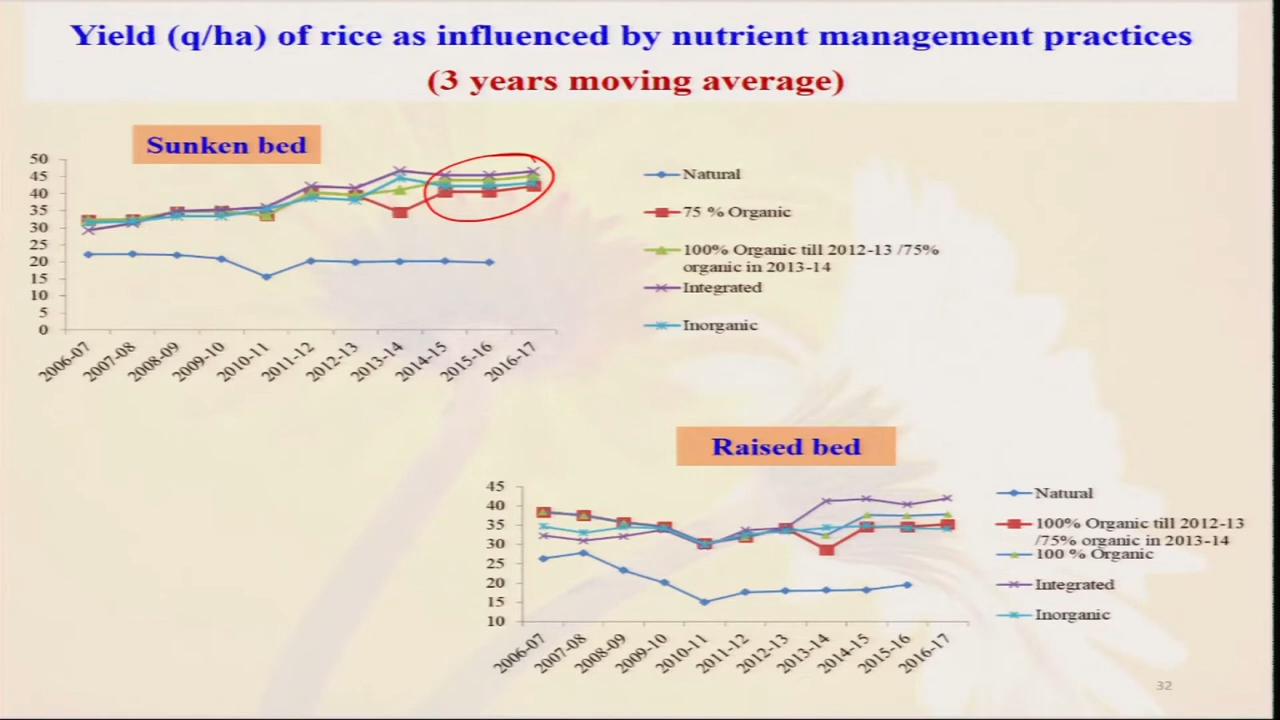 Yield (q/ha) of rice as influenced by nutrient management practices
(3 years moving average)
Sunken bed
50
45
40
35
30
25
20
15
10
5
0
2006-07
2007-08
2008-09
2009-10
2010-11
2011-12
2012-13
2013-14
2014-15
2015-16
2016-17
Natural
75 % Organic
100% Organic till 2012-13 /75%
organic in 2013-14
Integrated
Inorganic
Raised bed
45
40
35
30
25
20
15
10
2006-07
2007-08
2008-09
2009-10
2010-11
2011-12
2012-13
2013-14
2014-15
2015-16
2016-17
Natural
100% Organic till 2012-13
/75% organic in 2013-14
100 % Organic
Integrated
Inorganic
32